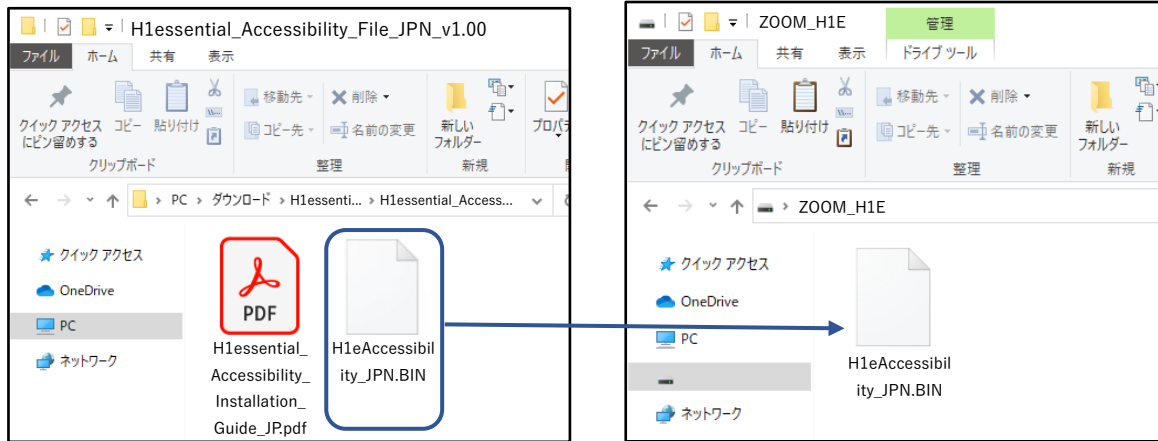 H1essential_Accessibility_File_JPN_v1.00
ファイル ホーム 共有 表示
クイック アクセス
にピン留めする
コピー 貼り付け
移動先 削除
コピー先 名前の変更
新しい
フォルダー
クリップボード 整理 新規
PC ダウンロード H1essenti... H1essential_Access...
クイック アクセス
OneDrive
PC
ネットワーク
PDF
H1essential_
Accessibility_
Installation_
Guide_JP.pdf
H1eAccessibil
ity_JPN.BIN
ZOOM_H1E 管理
ファイル ホーム 共有 表示 ドライブ ツール
クイック アクセス
にピン留めする
コピー 貼り付け
移動先 削除
コピー先 名前の変更
新しい
フォルダー
クリップボード 整理 新規
ZOOM_H1E
クイック アクセス
OneDrive
PC
ネットワーク
H1eAccessibil
ity_JPN.BIN